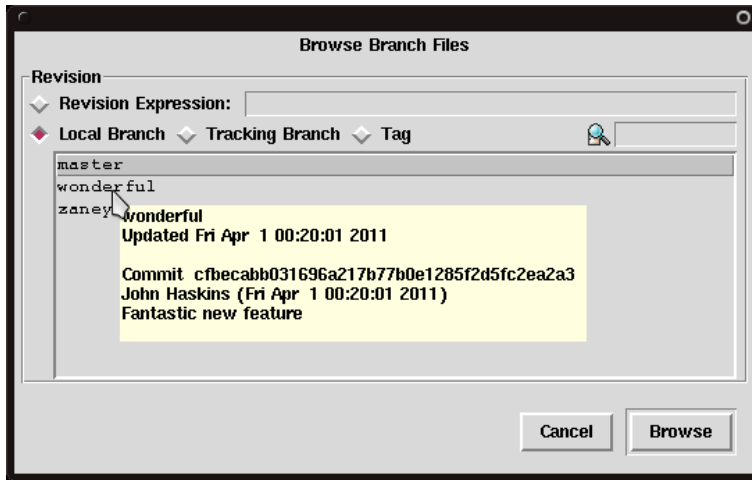 Browse Branch Files
Revision
Revision Expression:
Local Branch Tracking Branch Tag
master
wonderful
zaney
wonderful
Updated Fri Apr 1 00:20:01 2011
Commit cfbecabb031696a217b77b0e1285f2d5fc2ea2a3
John Haskins (Fri Apr 1 00:20:01 2011)
Fantastic new feature
Cancel Browse